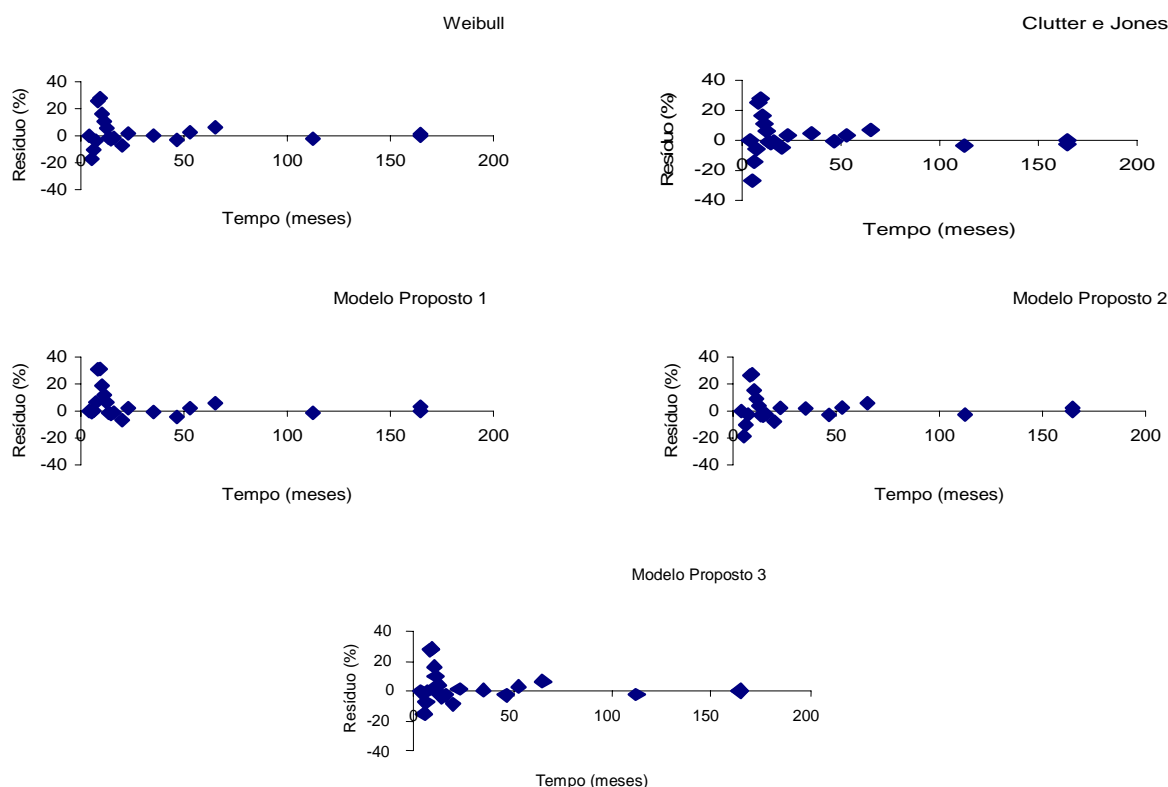 Weibull
40
20
0
-20
-40
0 50 100 150 200
Resíduo (%)
Tempo (meses)
Clutter e Jones
40
20
0
-20
-40
0 50 100 150 200
Resíduo (%)
Tempo (meses)
Modelo Proposto 1
40
20
0
-20
-40
0 50 100 150 200
Resíduo (%)
Tempo (meses)
Modelo Proposto 2
40
20
0
-20
-40
0 50 100 150 200
Resíduo (%)
Tempo (meses)
Modelo Proposto 3
40
20
0
-20
-40
0 50 100 150 200
Resíduo (%)
Tempo (meses)